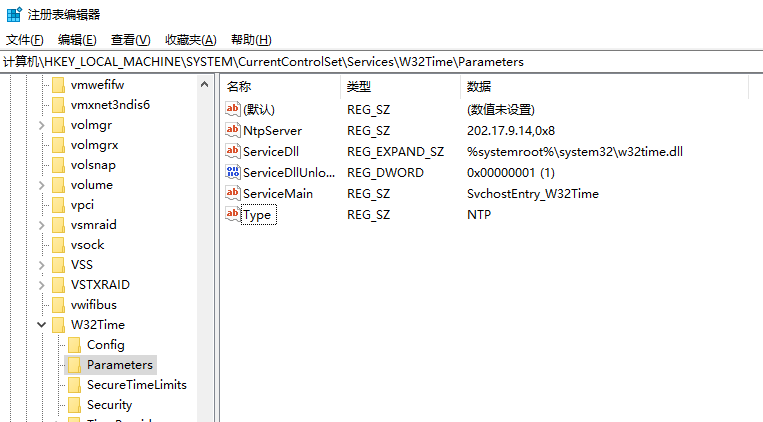 注册表编辑器
文件(F) 编辑(E) 查看(V) 收藏夹(A) 帮助(H)
计算机\HKEY_LOCAL_MACHINE\SYSTEM\CurrentControlSet\Services\W32Time\Parameters
vmwefifw
vmxnet3ndis6
volmgr
volmgrx
volsnap
volume
vpci
vsmraid
vsock
VSS
VSTXRAID
vwifibus
W32Time
Config
Parameters
SecureTimeLimits
Security
名称 类型 数据
(默认) REG_SZ (数值未设置)
NtpServer REG_SZ 202.17.9.14,0x8
ServiceDll REG_EXPAND_SZ %systemroot%\system32\w32time.dll
ServiceDllUnlo... REG_DWORD 0x00000001 (1)
ServiceMain REG_SZ SvchostEntry_W32Time
Type REG_SZ NTP